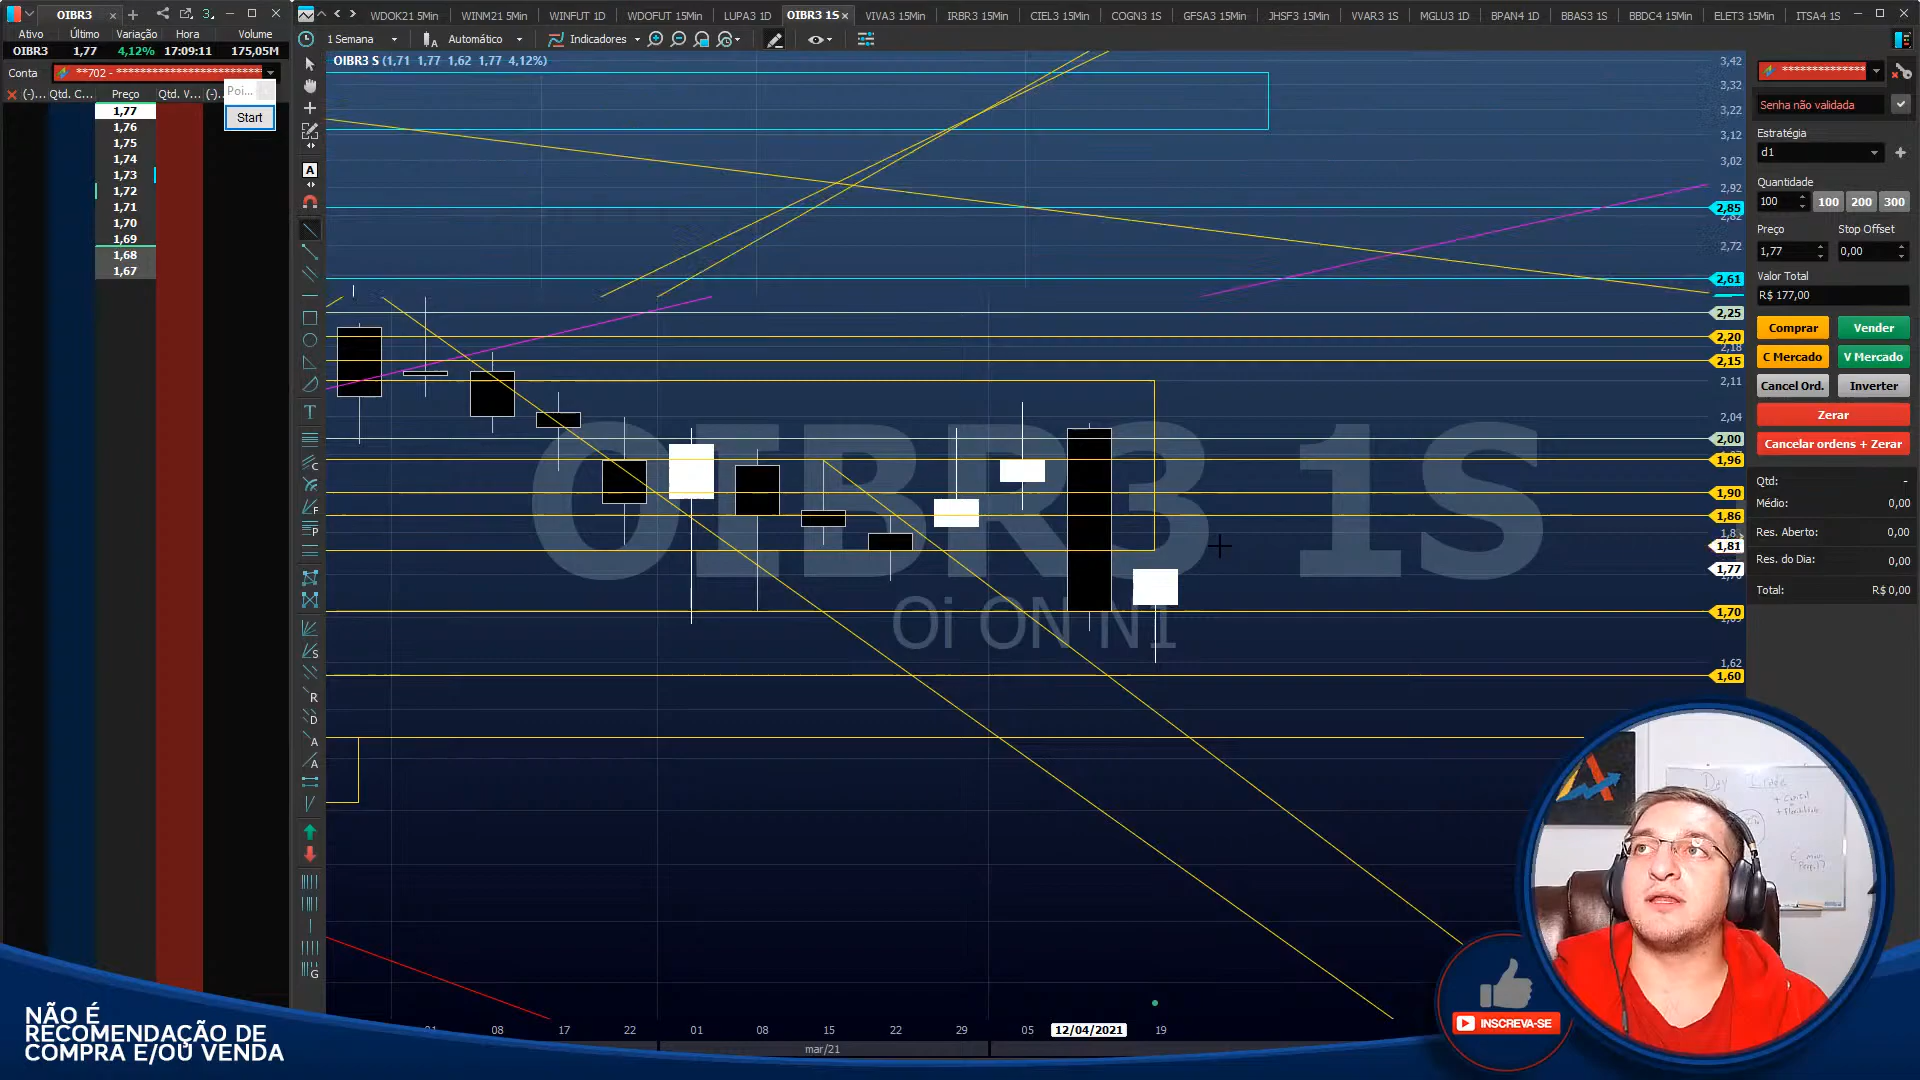 OIBR3
3
WDOK21 5Min
WINM21 5Min
WINFUT 1D
WDOFUT 15Min
LUPA3 1D
OIBR3 1S
VIVA3 15Min
IRBR3 15Min
CIEL3 15Min
COGN3 1S
GFSA3 15Min
JHSF3 15Min
VVAR3 1S
MGLU3 1D
BPAN4 1D
BBAS3 1S
BBDC4 15Min
ELET3 15Min
ITSA4 1S
Ativo Último Variação Hora Volume
OIBR3 1,77 4,12% 17:09:11 175,05M
1 Semana
Automático
Indicadores
Conta **702 - **************************
(-)... Qtd. C... Preço Qtd. V... (-)...
Poi...
Start
1,77
1,76
1,75
1,74
1,73
1,72
1,71
1,70
1,69
1,68
1,67
OIBR3 S (1,71 1,77 1,62 1,77 4,12%)
OIBR3 1S
Oi ON N1
3,42
3,32
3,22
3,12
3,02
2,92
2,85
2,82
2,72
2,61
2,25
2,20
2,18
2,15
2,11
2,04
2,00
1,96
1,90
1,86
1,81
1,77
1,70
1,62
1,60
08 17 22 01 08 15 22 29 05 12/04/2021 19
mar/21
Senha não validada
Estratégia
d1
Quantidade
100 100 200 300
Preço Stop Offset
1,77 0,00
Valor Total
R$ 177,00
Comprar Vender
C Mercado V Mercado
Cancel Ord. Inverter
Zerar
Cancelar ordens + Zerar
Qtd: -
Médio: 0,00
Res. Aberto: 0,00
Res. do Dia: 0,00
Total: R$ 0,00
NÃO É
RECOMENDAÇÃO DE
COMPRA E/OU VENDA
INSCREVA-SE